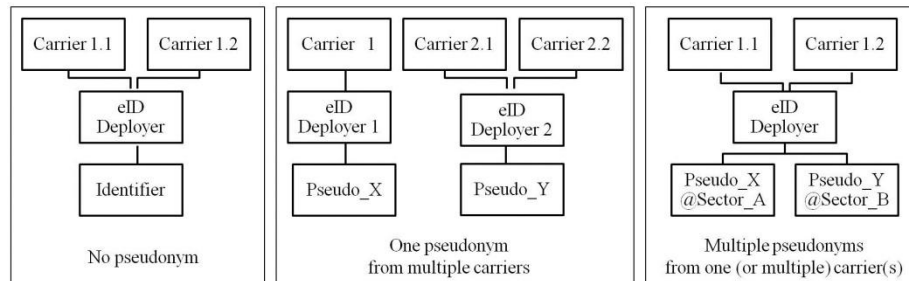 Carrier 1.1
Carrier 1.2
eID
Deployer
Identifier
No pseudonym
Carrier 1
Carrier 2.1
Carrier 2.2
eID
Deployer 1
eID
Deployer 2
Pseudo_X
Pseudo_Y
One pseudonym
from multiple carriers
Carrier 1.1
Carrier 1.2
eID
Deployer
Pseudo_X
@Sector_A
Pseudo_Y
@Sector_B
Multiple pseudonyms
from one (or multiple) carrier(s)